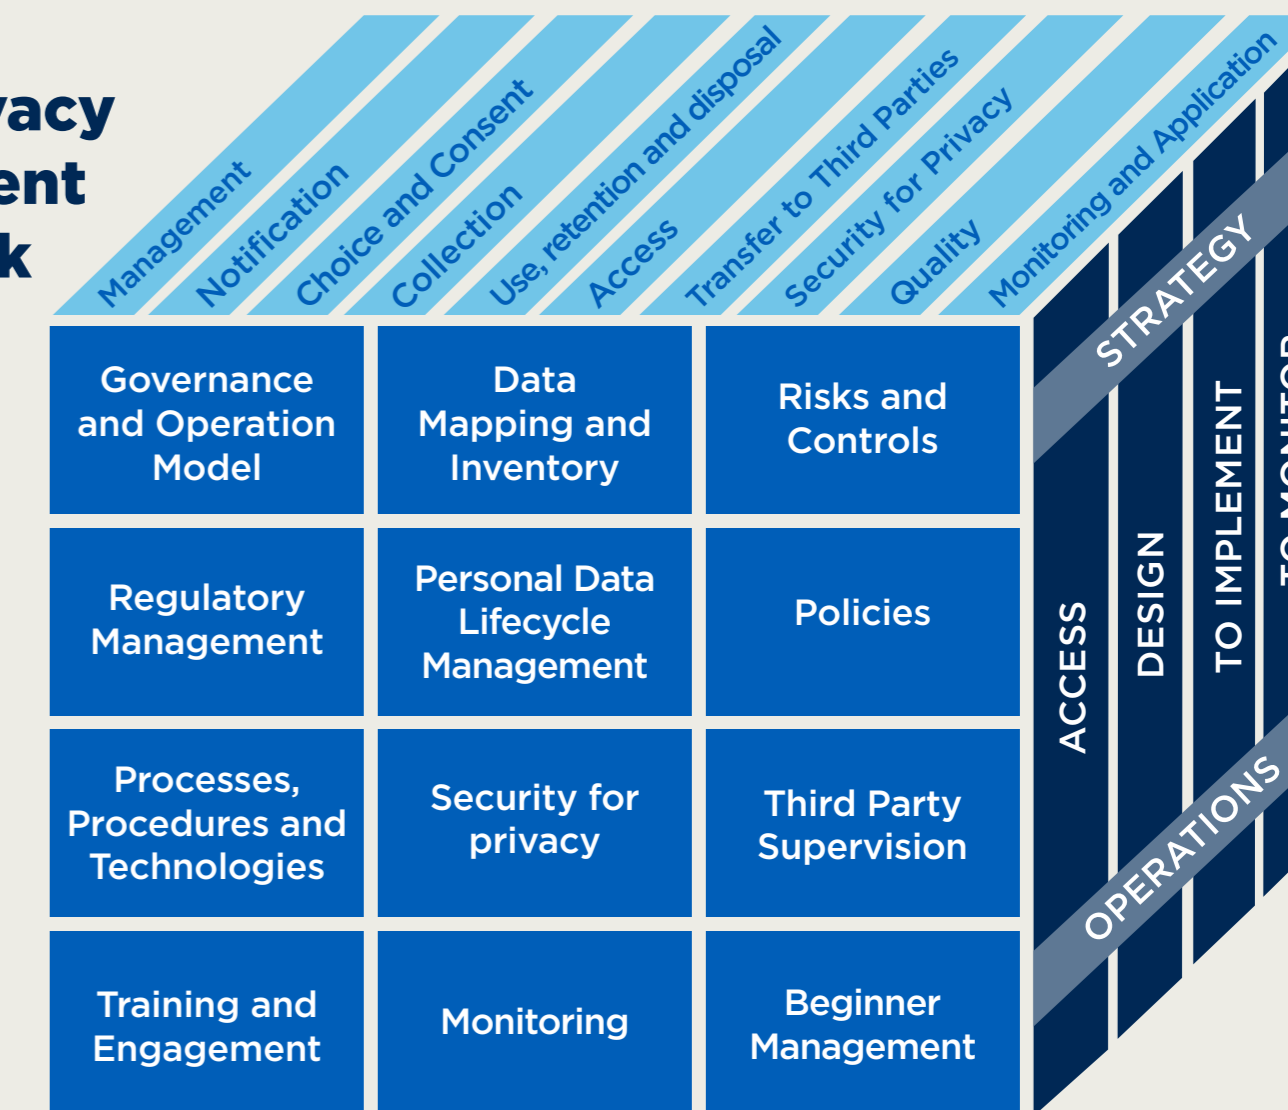 vacy
ent
k
Management
Notification
Choice and Consent
Collection
Use, retention and disposal
Access
Transfer to Third Parties
Security for Privacy
Quality
Monitoring and Application
Governance
and Operation
Model
Data
Mapping and
Inventory
Risks and
Controls
Regulatory
Management
Personal Data
Lifecycle
Management
Policies
Processes,
Procedures and
Technologies
Security for
privacy
Third Party
Supervision
Training and
Engagement
Monitoring
Beginner
Management
STRATEGY
ACCESS
DESIGN
TO IMPLEMENT
TO MONITOR
OPERATIONS